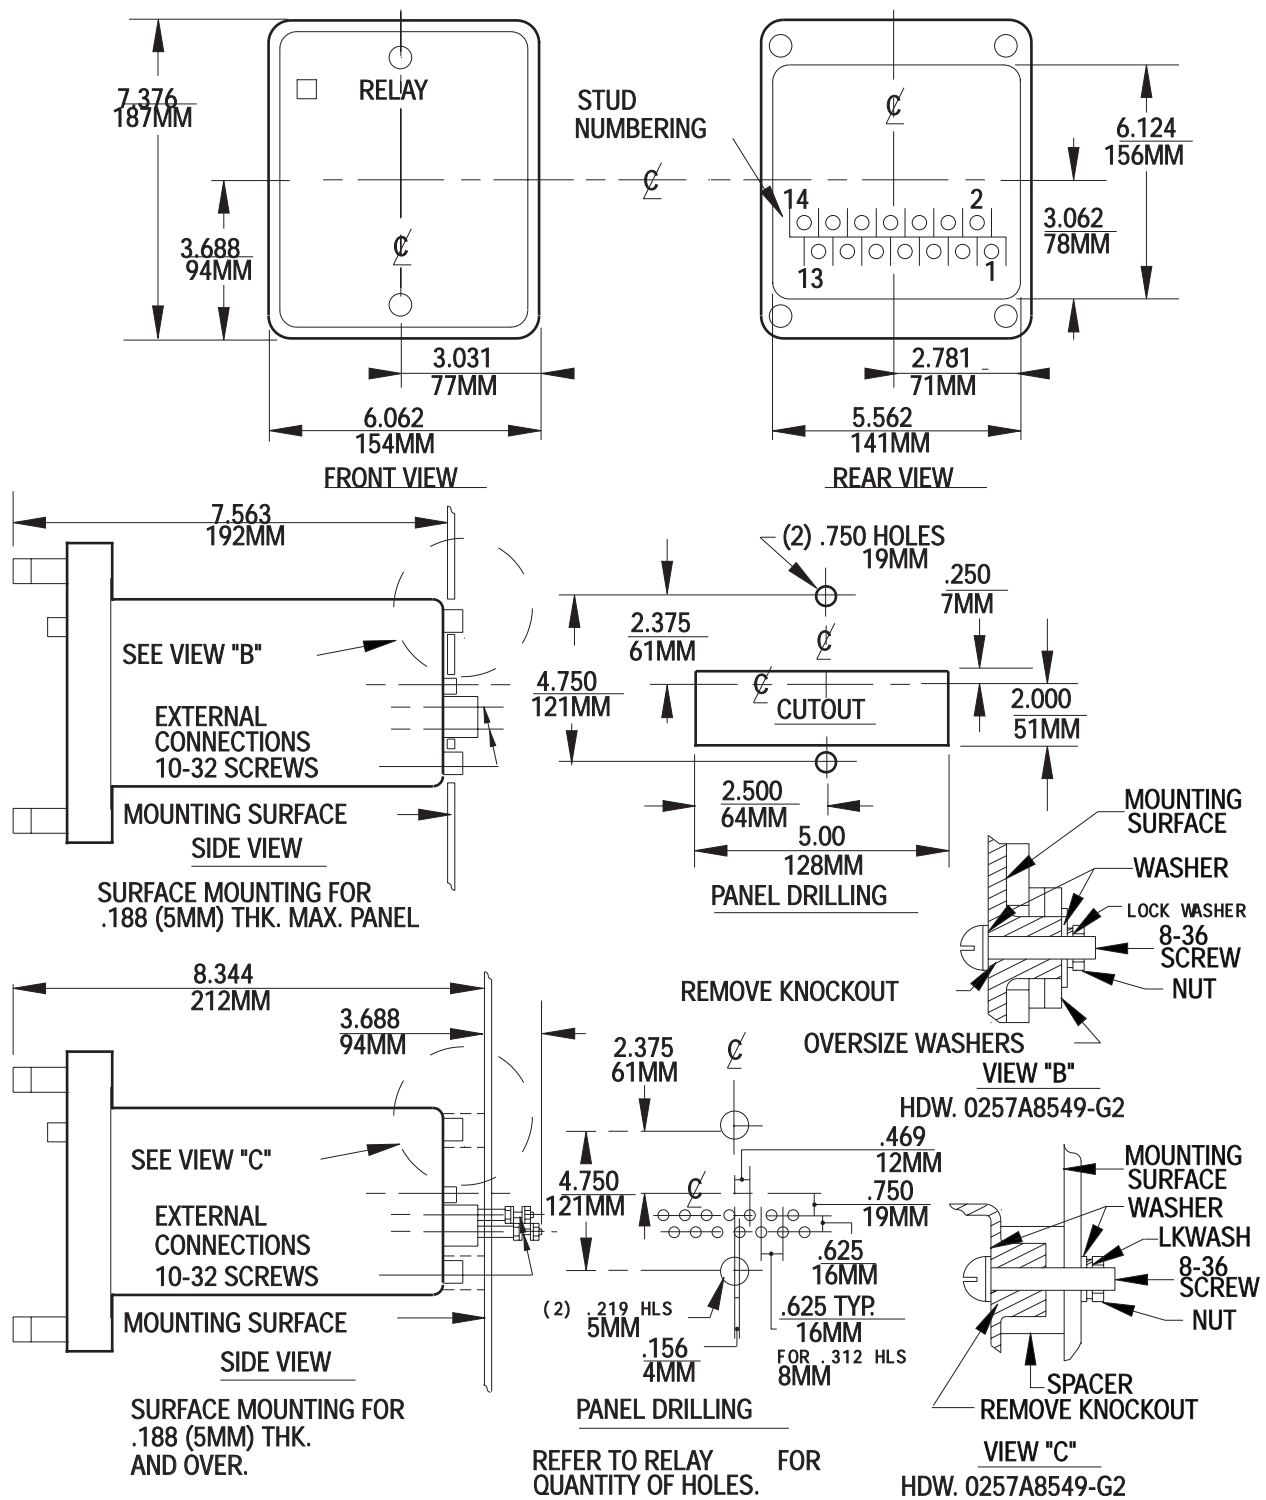 7.376
187MM
3.688
94MM
RELAY
℄
3.031
77MM
6.062
154MM
FRONT VIEW
STUD
NUMBERING
℄
℄
14
2
13
1
6.124
156MM
3.062
78MM
2.781
71MM
5.562
141MM
REAR VIEW
7.563
192MM
SEE VIEW "B"
EXTERNAL
CONNECTIONS
10-32 SCREWS
MOUNTING SURFACE
SIDE VIEW
SURFACE MOUNTING FOR
.188 (5MM) THK. MAX. PANEL
(2) .750 HOLES
19MM
2.375
61MM
4.750
121MM
℄
℄
CUTOUT
.250
7MM
2.000
51MM
2.500
64MM
5.00
128MM
PANEL DRILLING
MOUNTING
SURFACE
WASHER
LOCK WASHER
8-36
SCREW
NUT
REMOVE KNOCKOUT
OVERSIZE WASHERS
VIEW "B"
HDW. 0257A8549-G2
8.344
212MM
3.688
94MM
SEE VIEW "C"
EXTERNAL
CONNECTIONS
10-32 SCREWS
MOUNTING SURFACE
SIDE VIEW
SURFACE MOUNTING FOR
.188 (5MM) THK.
AND OVER.
2.375
61MM
℄
4.750
121MM
℄
.469
12MM
.750
19MM
.625
16MM
(2) .219 HLS
5MM
.625 TYP.
16MM
FOR .312 HLS
8MM
.156
4MM
PANEL DRILLING
REFER TO RELAY FOR
QUANTITY OF HOLES.
MOUNTING
SURFACE
WASHER
LKWASH
8-36
SCREW
NUT
SPACER
REMOVE KNOCKOUT
VIEW "C"
HDW. 0257A8549-G2